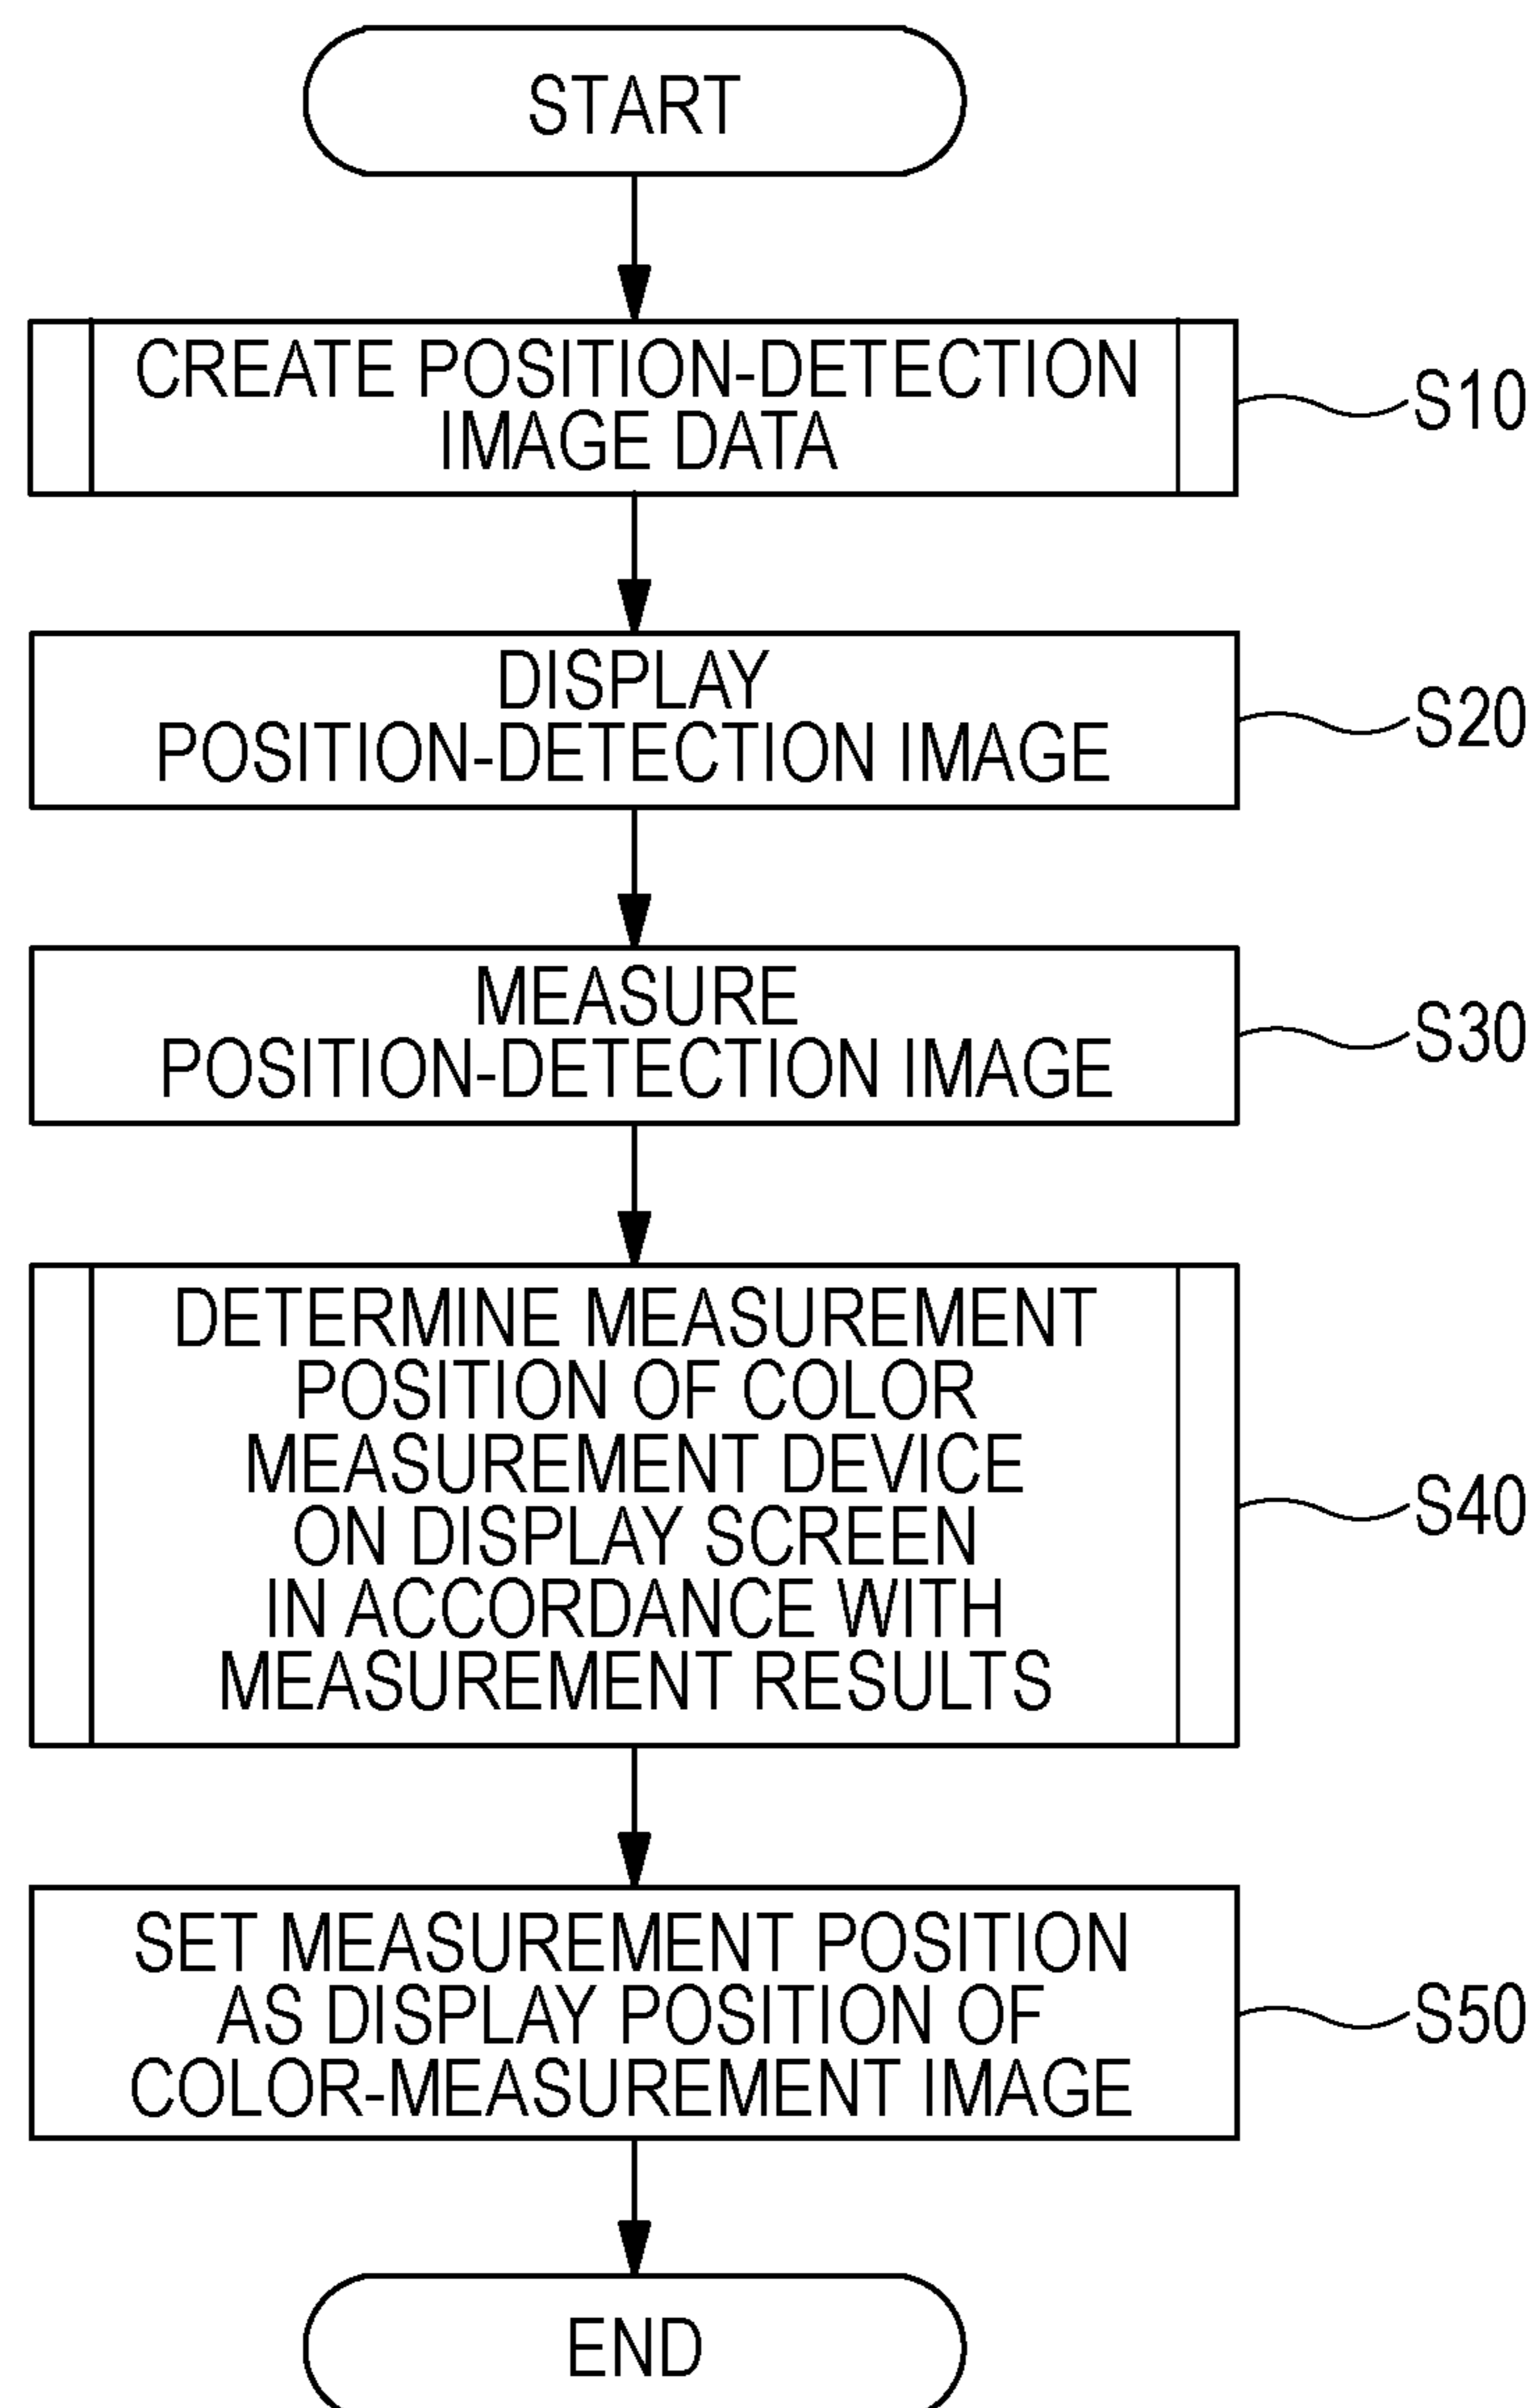 START
CREATE POSITION-DETECTION
IMAGE DATA
S10
DISPLAY
POSITION-DETECTION IMAGE
S20
MEASURE
POSITION-DETECTION IMAGE
S30
DETERMINE MEASUREMENT
POSITION OF COLOR
MEASUREMENT DEVICE
ON DISPLAY SCREEN
IN ACCORDANCE WITH
MEASUREMENT RESULTS
S40
SET MEASUREMENT POSITION
AS DISPLAY POSITION OF
COLOR-MEASUREMENT IMAGE
S50
END